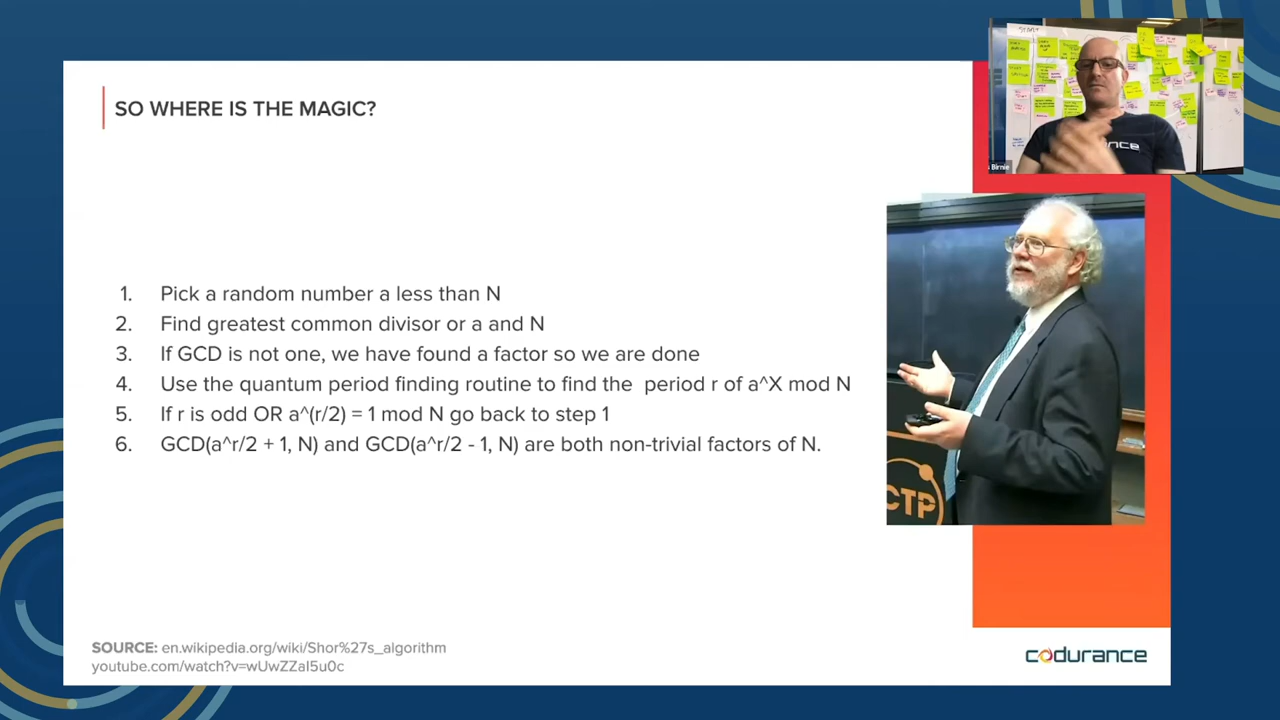 SO WHERE IS THE MAGIC?
1. Pick a random number a less than N
2. Find greatest common divisor or a and N
3. If GCD is not one, we have found a factor so we are done
4. Use the quantum period finding routine to find the period r of a^X mod N
5. If r is odd OR a^(r/2) = 1 mod N go back to step 1
6. GCD(a^r/2 + 1, N) and GCD(a^r/2 - 1, N) are both non-trivial factors of N.
SOURCE: en.wikipedia.org/wiki/Shor%27s_algorithm
youtube.com/watch?v=wUwZZaI5u0c
codurance
CTP
START
ance
Birnie